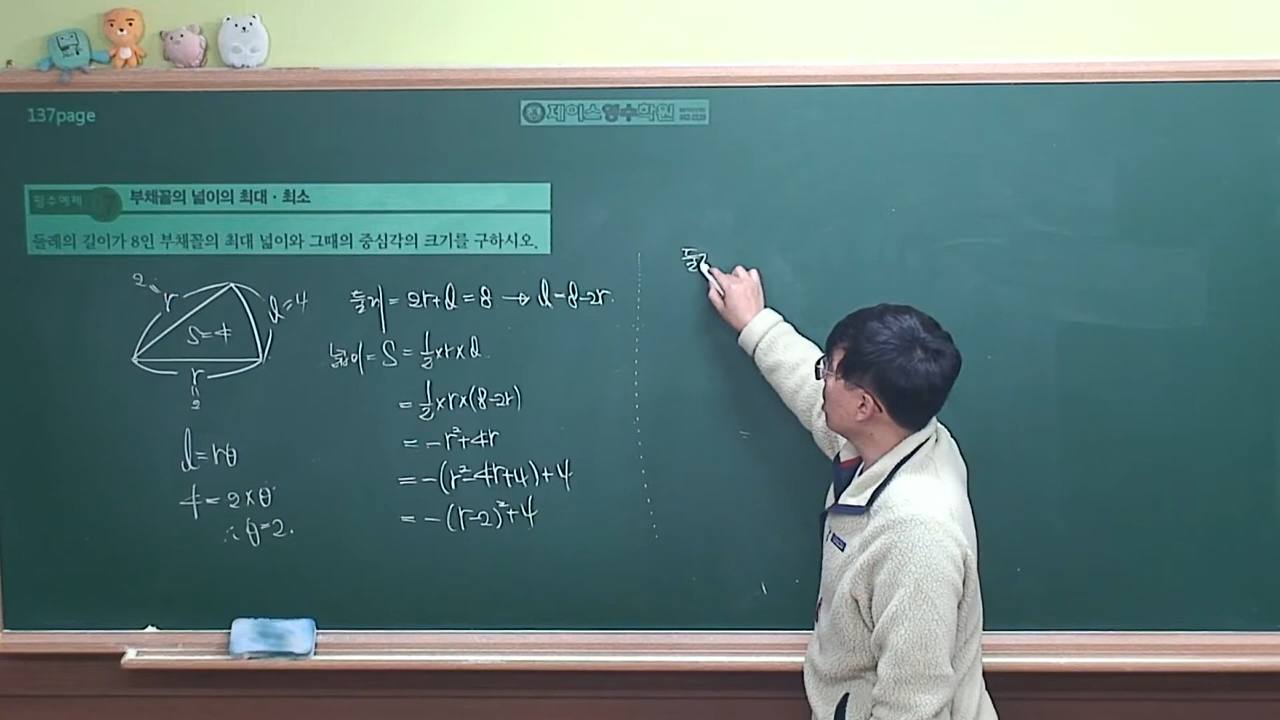 137page
제이스영수학원
필수예제 07 부채꼴의 넓이의 최대·최소
둘레의 길이가 8인 부채꼴의 최대 넓이와 그때의 중심각의 크기를 구하시오.
2
r
l=4
S=4
r
2
l=rθ
4=2×θ
∴θ=2.
둘레=2r+l=8→l=8-2r.
넓이=S=½×r×l
=½×r×(8-2r)
=-r²+4r
=-(r²-4r+4)+4
=-(r-2)²+4
둘